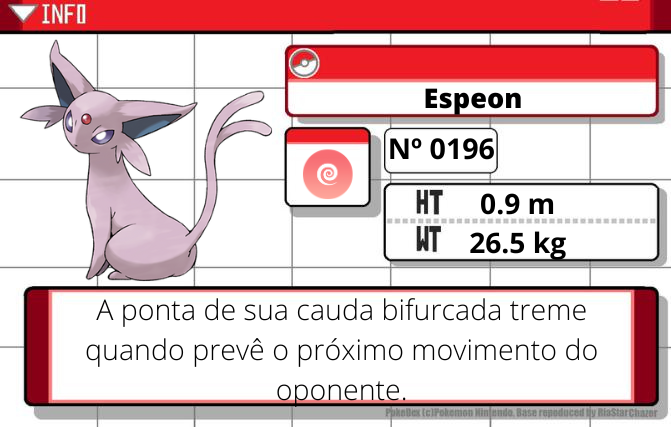 INFO
Espeon
Nº 0196
HT 0.9 m
WT 26.5 kg
A ponta de sua cauda bifurcada treme
quando prevê o próximo movimento do
oponente.
PokeDex (c)Pokemon Nintendo. Base repoduced by RiaStarChazer